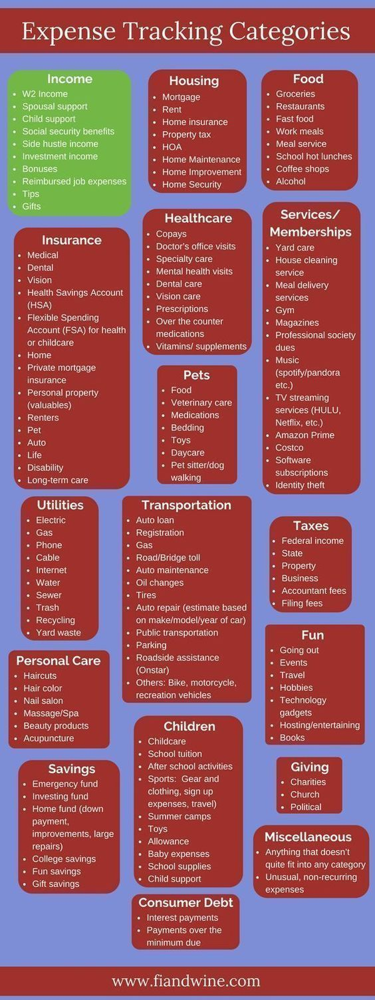 Expense Tracking Categories
Income
• W2 Income
• Spousal support
• Child support
• Social security benefits
• Side hustle income
• Investment income
• Bonuses
• Reimbursed job expenses
• Tips
• Gifts
Housing
• Mortgage
• Rent
• Home insurance
• Property tax
• HOA
• Home Maintenance
• Home Improvement
• Home Security
Food
• Groceries
• Restaurants
• Fast food
• Work meals
• Meal service
• School hot lunches
• Coffee shops
• Alcohol
Insurance
• Medical
• Dental
• Vision
• Health Savings Account
(HSA)
• Flexible Spending
Account (FSA) for health
or childcare
• Home
• Private mortgage
insurance
• Personal property
(valuables)
• Renters
• Pet
• Auto
• Life
• Disability
• Long-term care
Healthcare
• Copays
• Doctor's office visits
• Specialty care
• Mental health visits
• Dental care
• Vision care
• Prescriptions
• Over the counter
medications
• Vitamins/ supplements
Services/
Memberships
• Yard care
• House cleaning
service
• Meal delivery
services
• Gym
• Magazines
• Professional society
dues
• Music
(spotify/pandora
etc.)
• TV streaming
services (HULU,
Netflix, etc.)
• Amazon Prime
• Costco
• Software
subscriptions
• Identity theft
Pets
• Food
• Veterinary care
• Medications
• Bedding
• Toys
• Daycare
• Pet sitter/dog
walking
Utilities
• Electric
• Gas
• Phone
• Cable
• Internet
• Water
• Sewer
• Trash
• Recycling
• Yard waste
Transportation
• Auto loan
• Registration
• Gas
• Road/Bridge toll
• Auto maintenance
• Oil changes
• Tires
• Auto repair (estimate based
on make/model/year of car)
• Public transportation
• Parking
• Roadside assistance
(Onstar)
• Others: Bike, motorcycle,
recreation vehicles
Taxes
• Federal income
• State
• Property
• Business
• Accountant fees
• Filing fees
Fun
• Going out
• Events
• Travel
• Hobbies
• Technology
gadgets
• Hosting/entertaining
• Books
Personal Care
• Haircuts
• Hair color
• Nail salon
• Massage/Spa
• Beauty products
• Acupuncture
Children
• Childcare
• School tuition
• After school activities
• Sports: Gear and
clothing, sign up
expenses, travel)
• Summer camps
• Toys
• Allowance
• Baby expenses
• School supplies
• Child support
Giving
• Charities
• Church
• Political
Savings
• Emergency fund
• Investing fund
• Home fund (down
payment,
improvements, large
repairs)
• College savings
• Fun savings
• Gift savings
Miscellaneous
• Anything that doesn't
quite fit into any category
• Unusual, non-recurring
expenses
Consumer Debt
• Interest payments
• Payments over the
minimum due
www.fiandwine.com